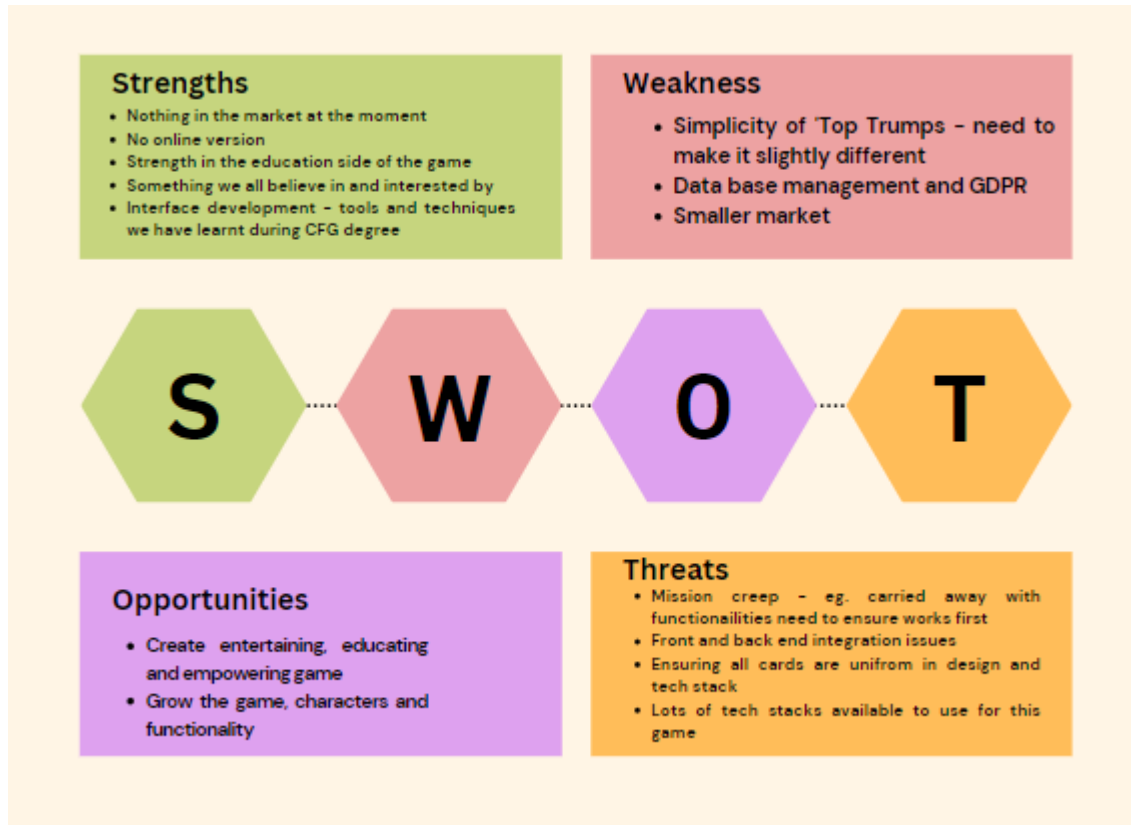 Strengths
• Nothing in the market at the moment
• No online version
• Strength in the education side of the game
• Something we all believe in and interested by
• Interface development - tools and techniques
we have learnt during CFG degree
Weakness
• Simplicity of 'Top Trumps - need to
make it slightly different
• Data base management and GDPR
• Smaller market
S
W
O
T
Opportunities
• Create entertaining, educating
and empowering game
• Grow the game, characters and
functionality
Threats
• Mission creep - eg. carried away with
functionailities need to ensure works first
• Front and back end integration issues
• Ensuring all cards are unifrom in design and
tech stack
• Lots of tech stacks available to use for this
game